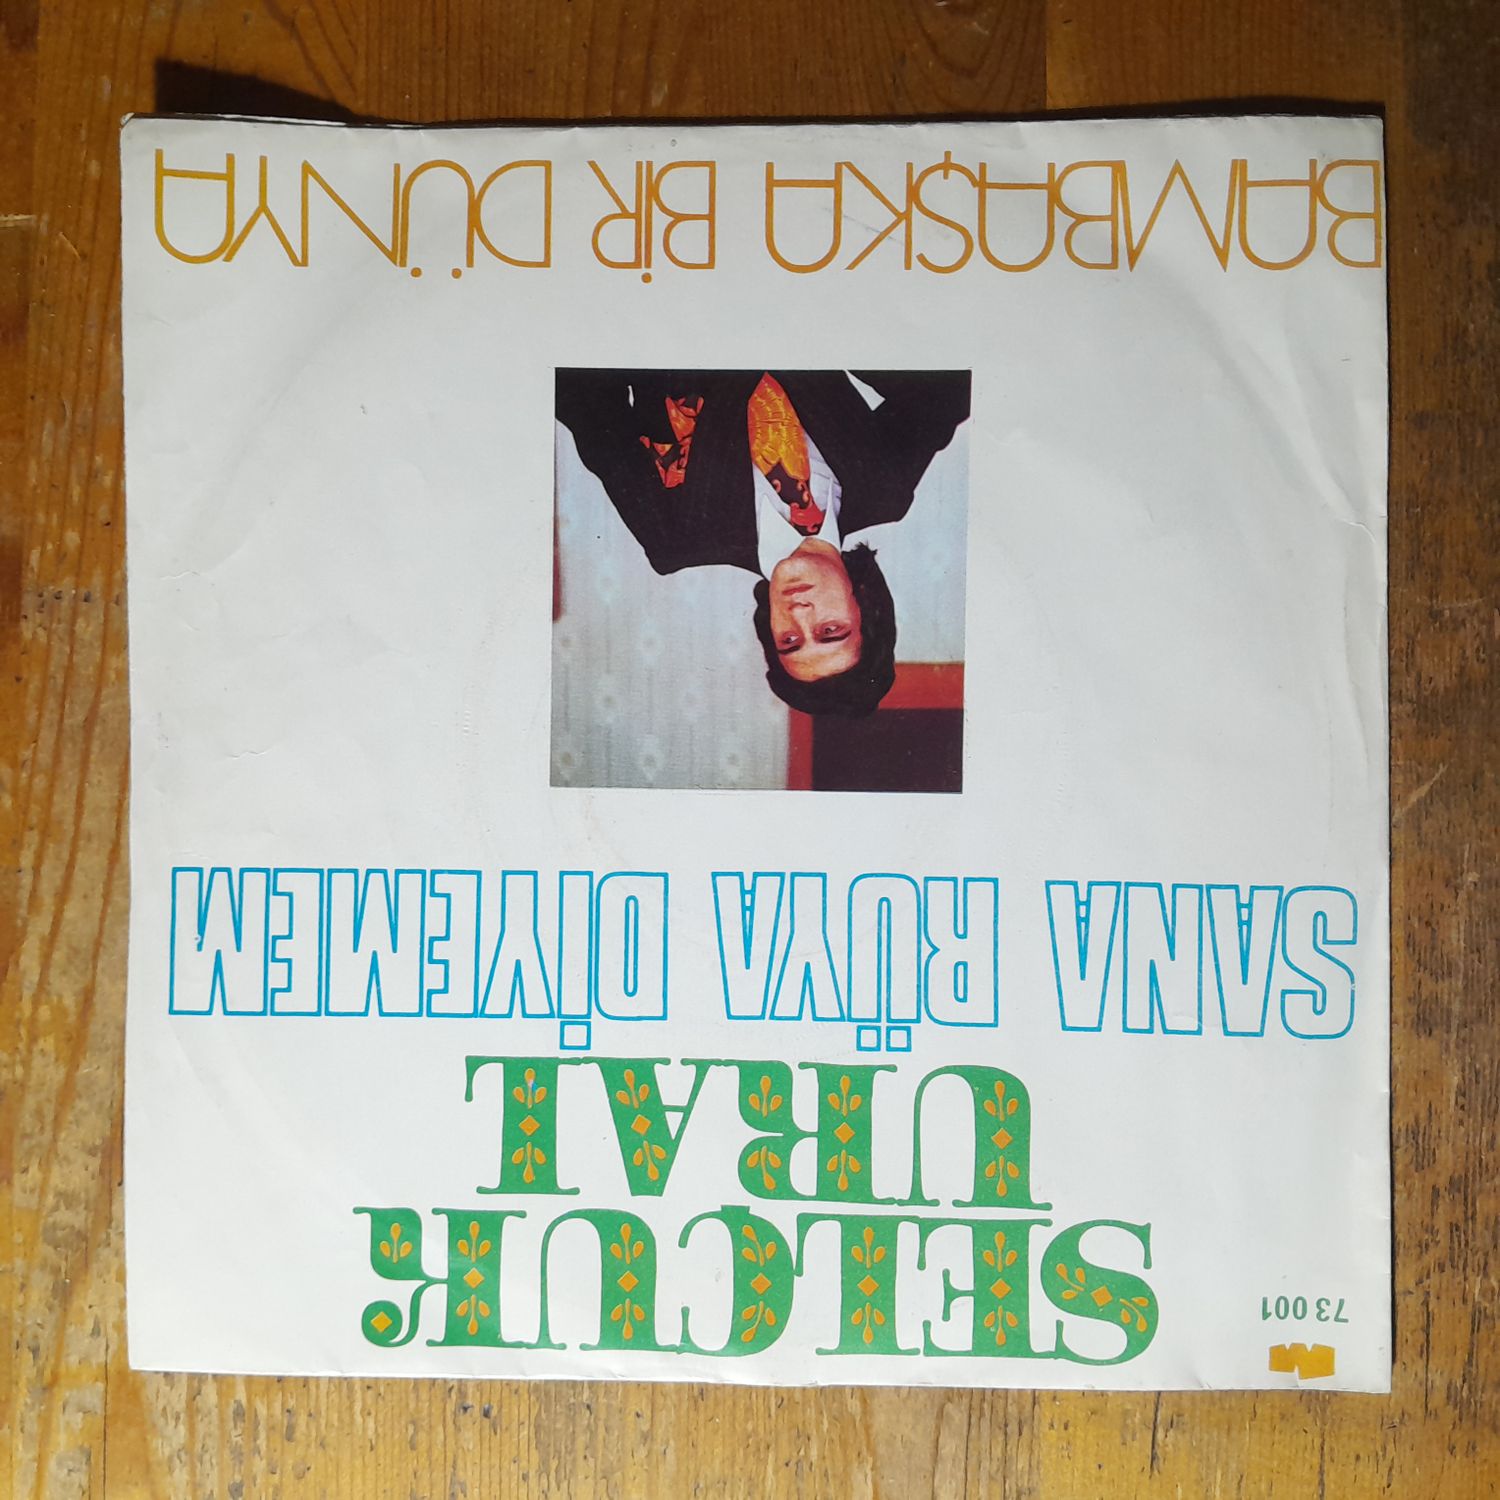 73 001
SELÇUK
URAL
SANA RÜYA DİYEMEM
BAMBAŞKA BİR DÜNYA